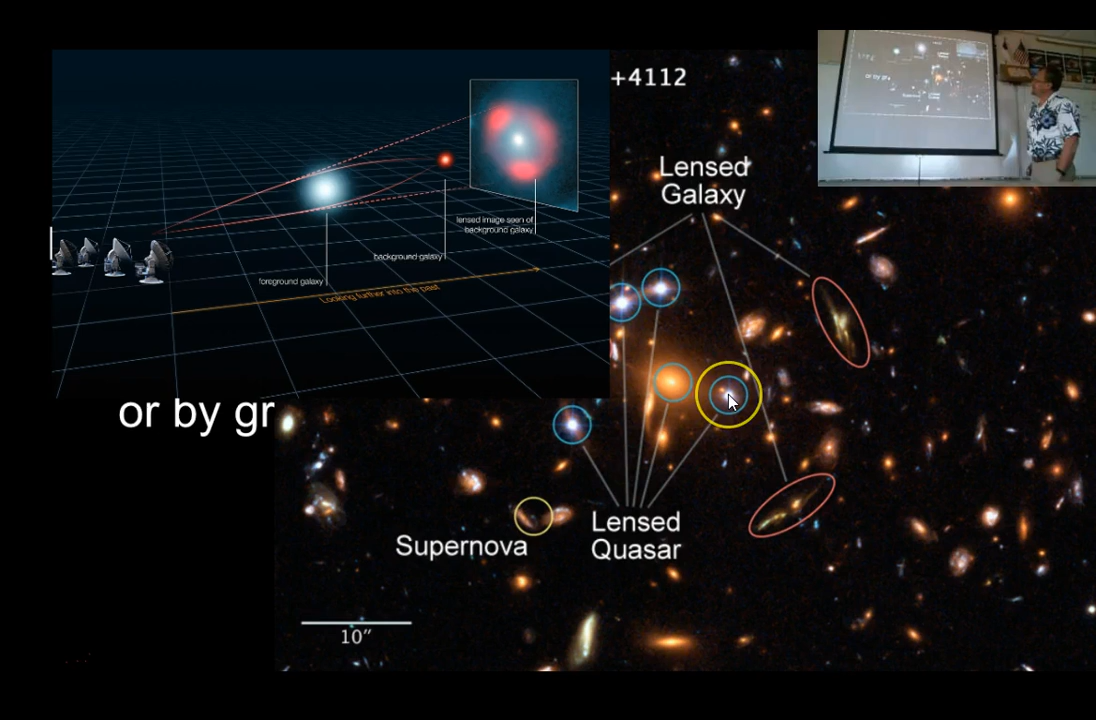 +4112
Lensed
Galaxy
lensed image seen of
background galaxy
background galaxy
foreground galaxy
Looking further into the past
or by gr
Supernova
Lensed
Quasar
10″